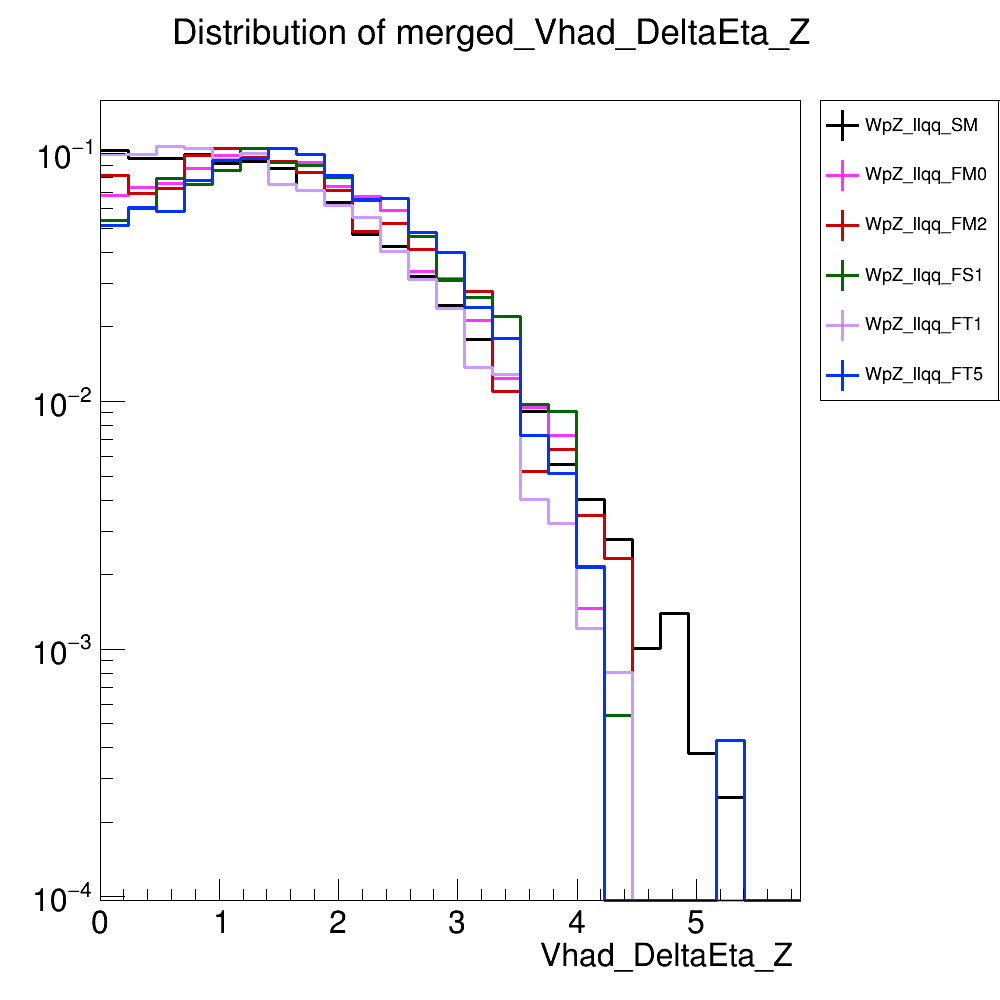 Distribution of merged_Vhad_DeltaEta_Z
10⁻¹
10⁻²
10⁻³
10⁻⁴
0 1 2 3 4 5
Vhad_DeltaEta_Z
WpZ_llqq_SM
WpZ_llqq_FM0
WpZ_llqq_FM2
WpZ_llqq_FS1
WpZ_llqq_FT1
WpZ_llqq_FT5